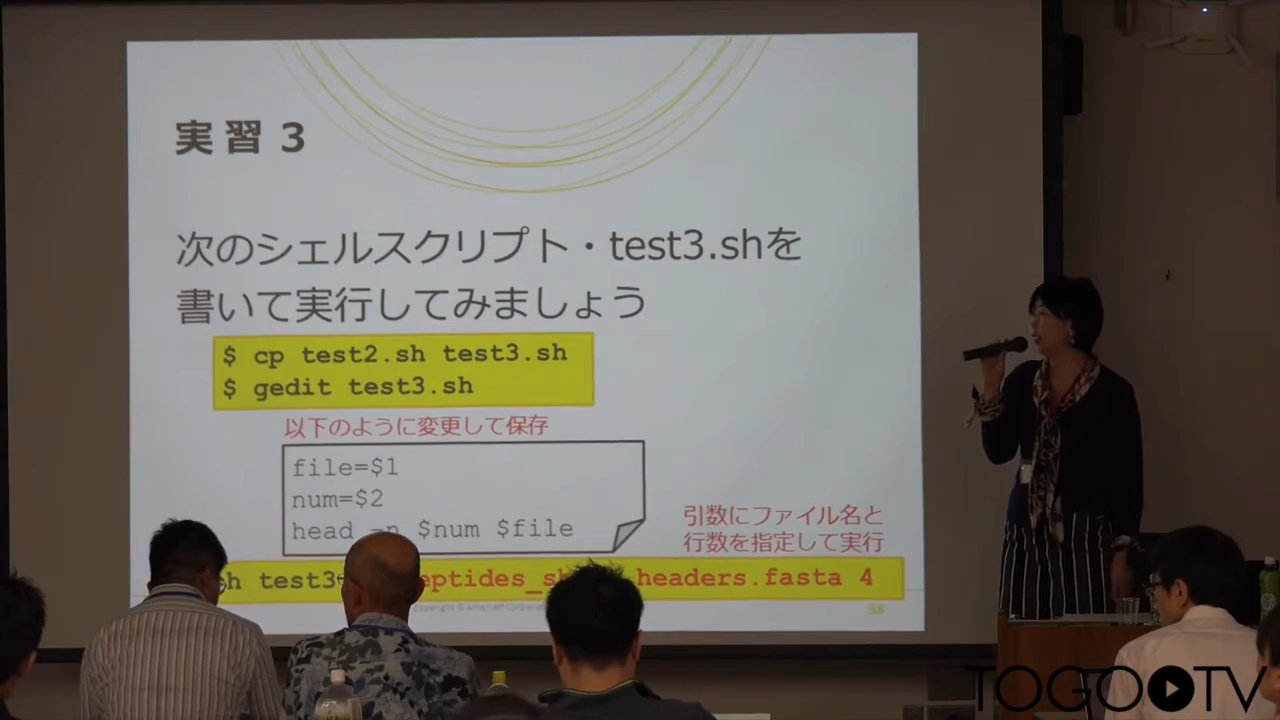 実習 3
次のシェルスクリプト・test3.shを
書いて実行してみましょう
$ cp test2.sh test3.sh
$ gedit test3.sh
以下のように変更して保存
file=$1
num=$2
head -n $num $file
引数にファイル名と
行数を指定して実行
sh test3 headers.fasta 4
38
TOGOTV